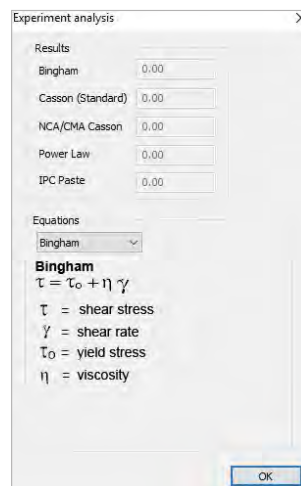 Experiment analysis
Results
Bingham 0.00
Casson (Standard) 0.00
NCA/CMA Casson 0.00
Power Law 0.00
IPC Paste 0.00
Equations
Bingham
Bingham
τ = τo + η γ
τ = shear stress
γ = shear rate
τo = yield stress
η = viscosity
OK